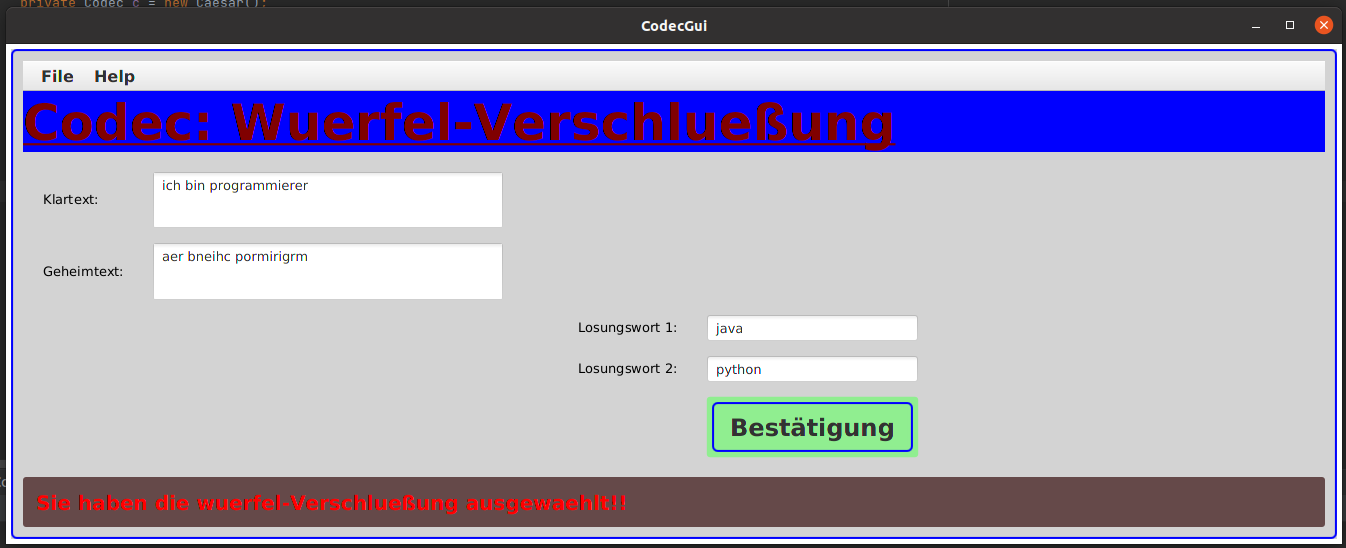 private Codec c = new Caesar();
CodecGui
File Help
Codec: Wuerfel-Verschlueßung
Klartext:
ich bin programmierer
Geheimtext:
aer bneihc pormirigrm
Losungswort 1:
java
Losungswort 2:
python
Bestätigung
Sie haben die wuerfel-Verschlueßung ausgewaehlt!!